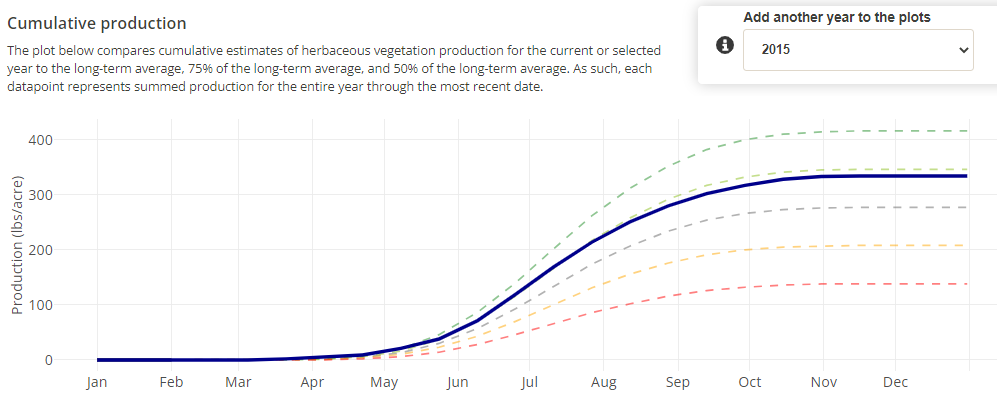 Cumulative production
Add another year to the plots
2015
The plot below compares cumulative estimates of herbaceous vegetation production for the current or selected
year to the long-term average, 75% of the long-term average, and 50% of the long-term average. As such, each
datapoint represents summed production for the entire year through the most recent date.
Production (lbs/acre)
400
300
200
100
0
Jan Feb Mar Apr May Jun Jul Aug Sep Oct Nov Dec